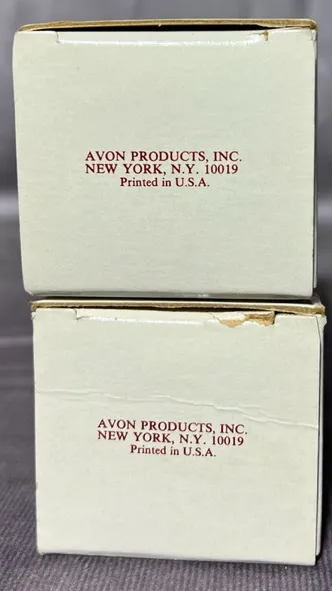 AVON PRODUCTS, INC.
NEW YORK, N.Y. 10019
Printed in U.S.A.
AVON PRODUCTS, INC.
NEW YORK, N.Y. 10019
Printed in U.S.A.